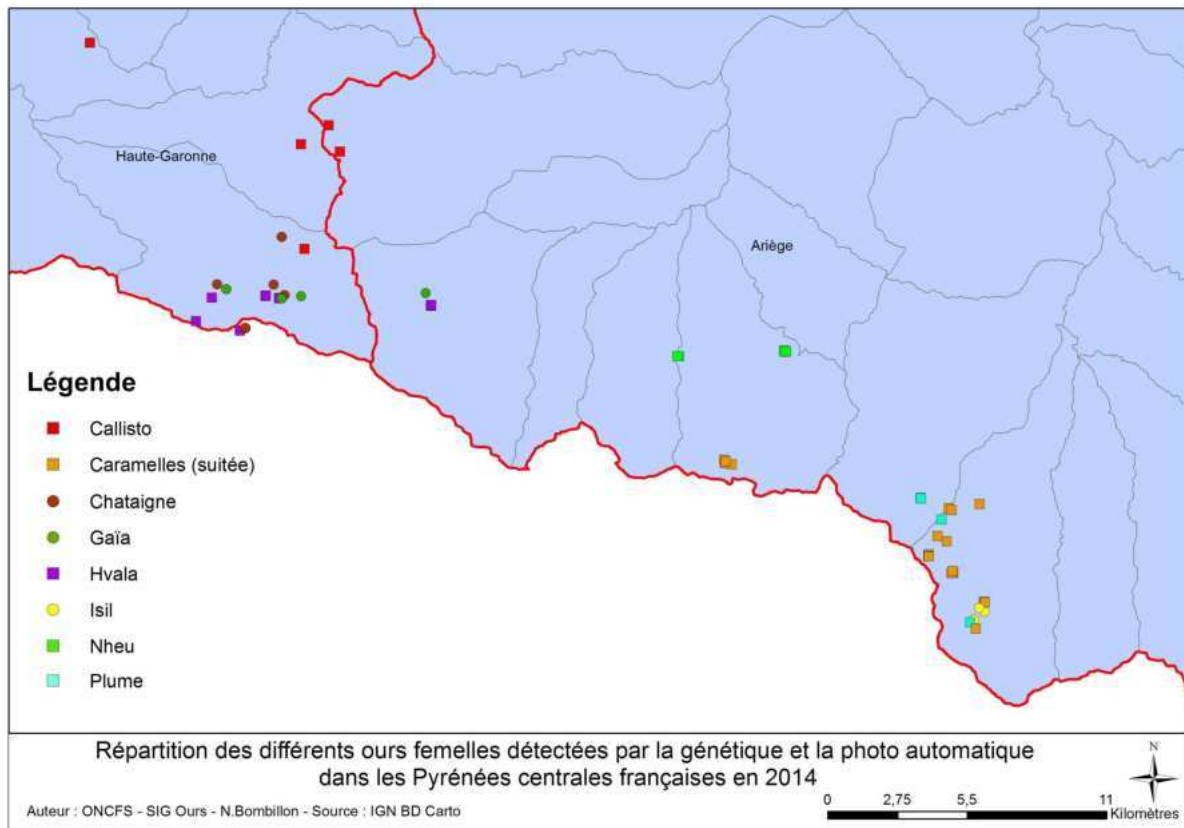 Haute-Garonne
Ariège
Légende
Callisto
Caramelles (suitée)
Chataigne
Gaïa
Hvala
Isil
Nheu
Plume
Répartition des différents ours femelles détectées par la génétique et la photo automatique
dans les Pyrénées centrales françaises en 2014
N
Auteur : ONCFS - SIG Ours - N.Bombillon - Source : IGN BD Carto
0 2,75 5,5 11
Kilomètres